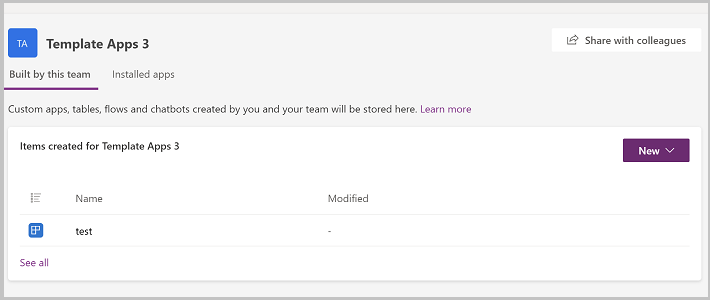 TA
Template Apps 3
Share with colleagues
Built by this team
Installed apps
Custom apps, tables, flows and chatbots created by you and your team will be stored here. Learn more
Items created for Template Apps 3
New
Name
Modified
test
-
See all